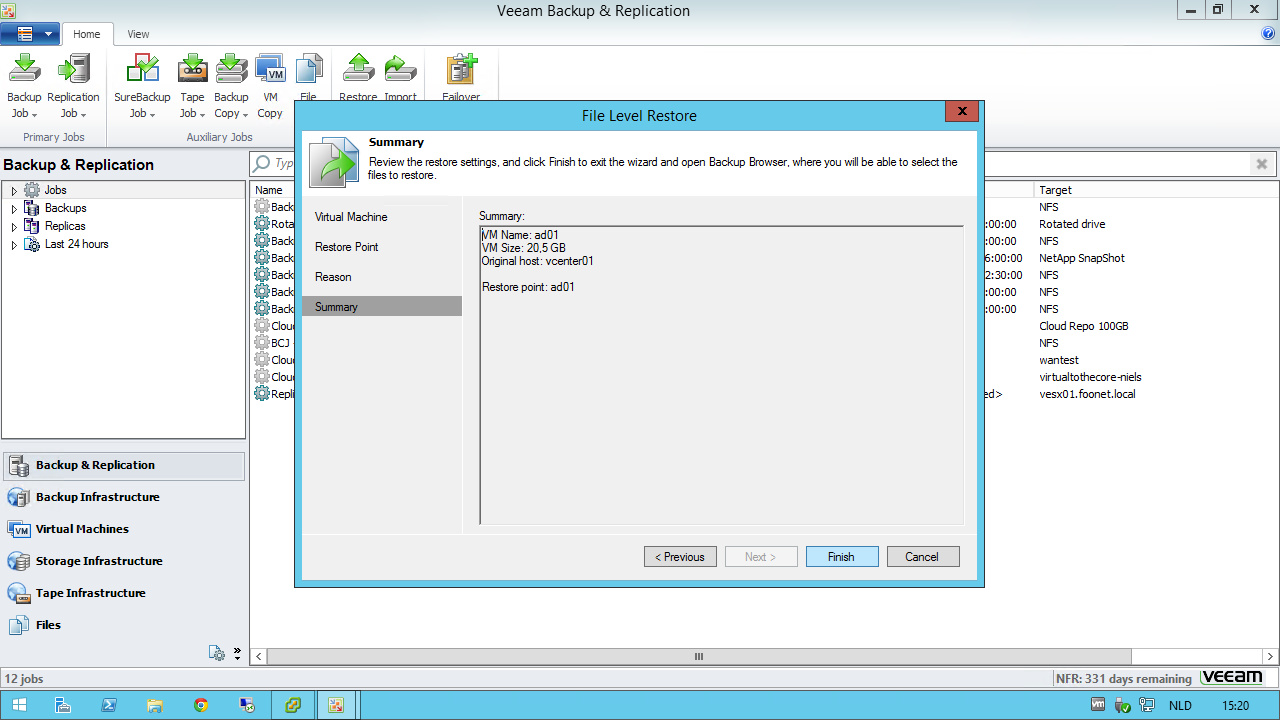 Veeam Backup & Replication
Home View
Backup Job
Replication Job
SureBackup Job
Tape Job
Backup Copy
VM Copy
File
Restore
Import
Failover
Primary Jobs
Auxiliary Jobs
File Level Restore
Summary
Review the restore settings, and click Finish to exit the wizard and open Backup Browser, where you will be able to select the
files to restore.
Virtual Machine
Restore Point
Reason
Summary
Summary:
VM Name: ad01
VM Size: 20,5 GB
Original host: vcenter01
Restore point: ad01
< Previous
Next >
Finish
Cancel
Backup & Replication
Jobs
Backups
Replicas
Last 24 hours
Backup & Replication
Backup Infrastructure
Virtual Machines
VM
Storage Infrastructure
Tape Infrastructure
Files
Typ
Name Target
Back NFS
Rota :00:00 Rotated drive
Back :00:00 NFS
Back 6:00:00 NetApp SnapShot
Back 2:30:00 NFS
Back :00:00 NFS
Back :00:00 NFS
Cloud Cloud Repo 100GB
BCJ NFS
Cloud wantest
Cloud virtualtothecore-niels
Repli ed> vesx01.foonet.local
12 jobs
NFR: 331 days remaining
veeam
vm
NLD
15:20